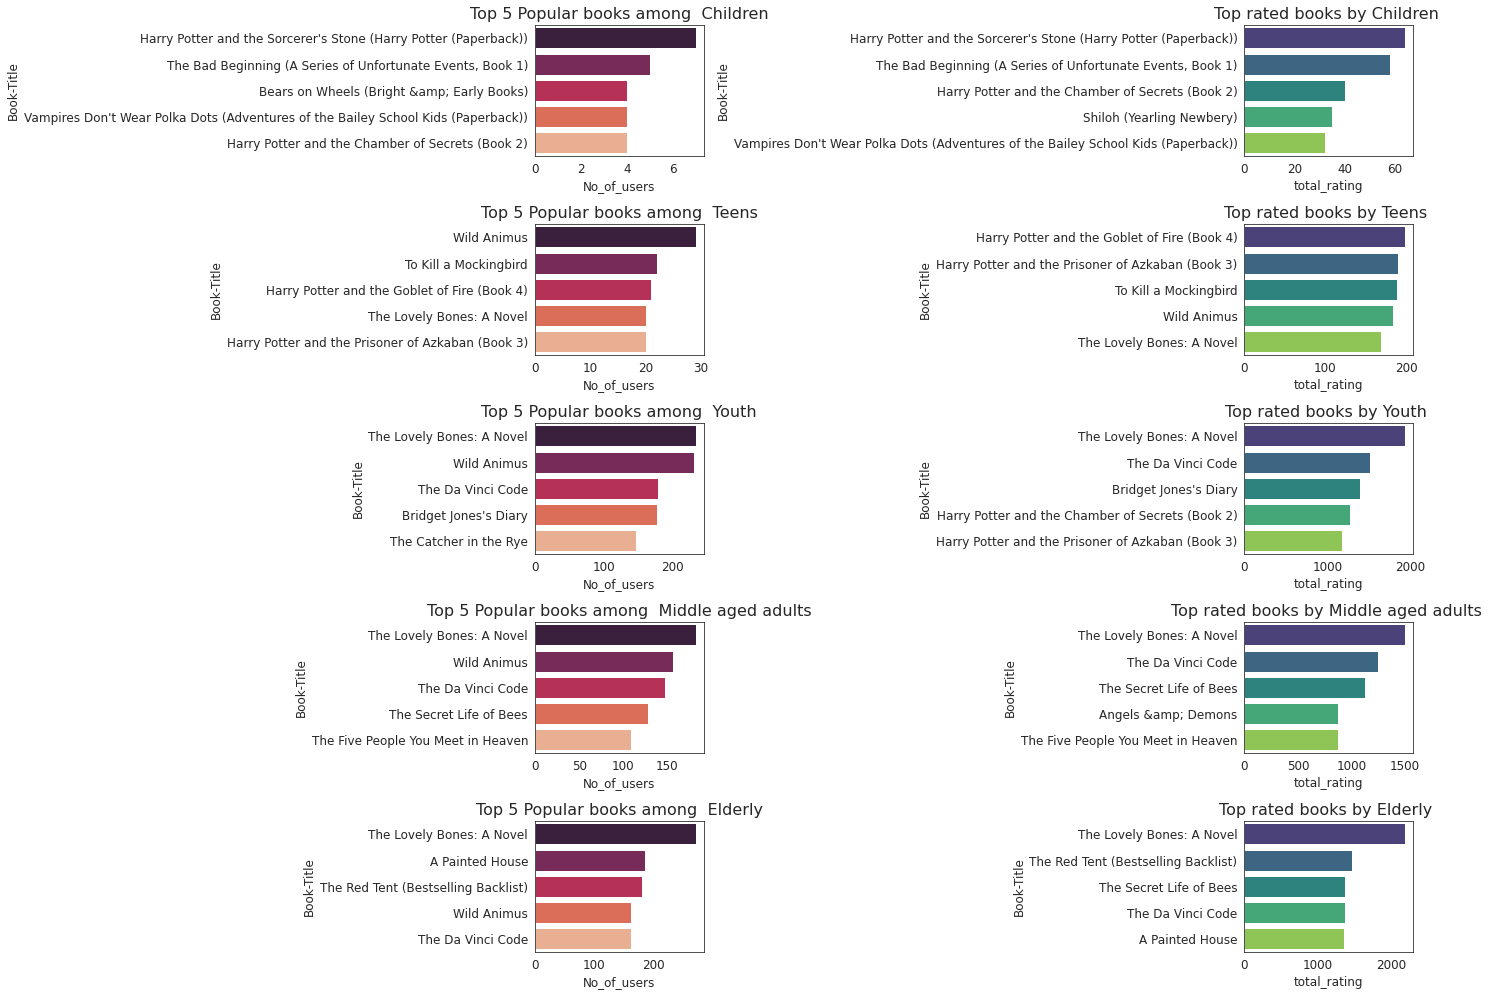 Top 5 Popular books among  Children
Book-Title
Harry Potter and the Sorcerer's Stone (Harry Potter (Paperback))
The Bad Beginning (A Series of Unfortunate Events, Book 1)
Bears on Wheels (Bright &amp; Early Books)
Vampires Don't Wear Polka Dots (Adventures of the Bailey School Kids (Paperback))
Harry Potter and the Chamber of Secrets (Book 2)
0 2 4 6
No_of_users
Top rated books by Children
Book-Title
Harry Potter and the Sorcerer's Stone (Harry Potter (Paperback))
The Bad Beginning (A Series of Unfortunate Events, Book 1)
Harry Potter and the Chamber of Secrets (Book 2)
Shiloh (Yearling Newbery)
Vampires Don't Wear Polka Dots (Adventures of the Bailey School Kids (Paperback))
0 20 40 60
total_rating
Top 5 Popular books among  Teens
Book-Title
Wild Animus
To Kill a Mockingbird
Harry Potter and the Goblet of Fire (Book 4)
The Lovely Bones: A Novel
Harry Potter and the Prisoner of Azkaban (Book 3)
0 10 20 30
No_of_users
Top rated books by Teens
Book-Title
Harry Potter and the Goblet of Fire (Book 4)
Harry Potter and the Prisoner of Azkaban (Book 3)
To Kill a Mockingbird
Wild Animus
The Lovely Bones: A Novel
0 100 200
total_rating
Top 5 Popular books among  Youth
Book-Title
The Lovely Bones: A Novel
Wild Animus
The Da Vinci Code
Bridget Jones's Diary
The Catcher in the Rye
0 100 200
No_of_users
Top rated books by Youth
Book-Title
The Lovely Bones: A Novel
The Da Vinci Code
Bridget Jones's Diary
Harry Potter and the Chamber of Secrets (Book 2)
Harry Potter and the Prisoner of Azkaban (Book 3)
0 1000 2000
total_rating
Top 5 Popular books among  Middle aged adults
Book-Title
The Lovely Bones: A Novel
Wild Animus
The Da Vinci Code
The Secret Life of Bees
The Five People You Meet in Heaven
0 50 100 150
No_of_users
Top rated books by Middle aged adults
Book-Title
The Lovely Bones: A Novel
The Da Vinci Code
The Secret Life of Bees
Angels &amp; Demons
The Five People You Meet in Heaven
0 500 1000 1500
total_rating
Top 5 Popular books among  Elderly
Book-Title
The Lovely Bones: A Novel
A Painted House
The Red Tent (Bestselling Backlist)
Wild Animus
The Da Vinci Code
0 100 200
No_of_users
Top rated books by Elderly
Book-Title
The Lovely Bones: A Novel
The Red Tent (Bestselling Backlist)
The Secret Life of Bees
The Da Vinci Code
A Painted House
0 1000 2000
total_rating